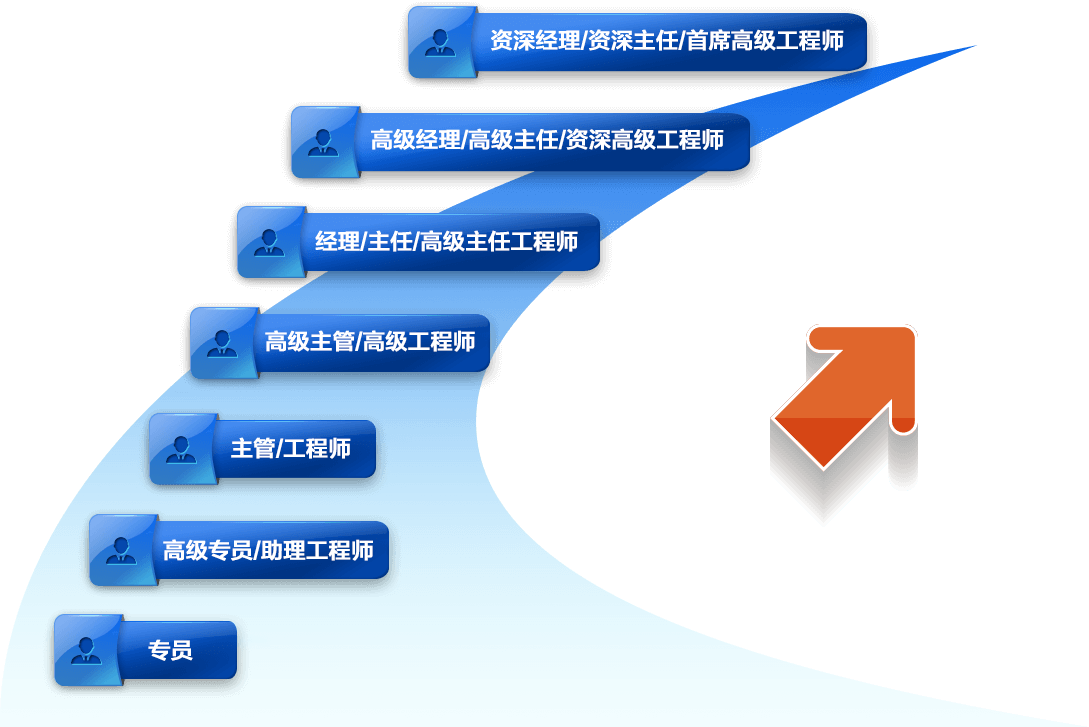 资深经理/资深主任/首席高级工程师
高级经理/高级主任/资深高级工程师
经理/主任/高级主任工程师
高级主管/高级工程师
主管/工程师
高级专员/助理工程师
专员